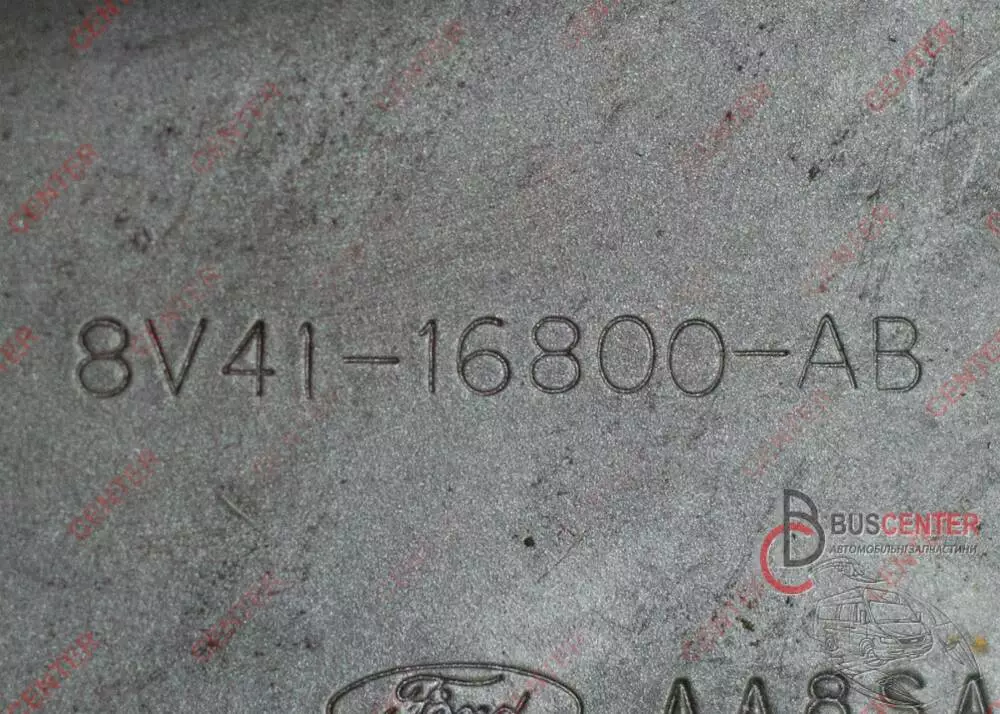 8V41-16800-AB
BUSCENTER
АВТОМОБІЛЬНІ ЗАПЧАСТИНИ
Ford